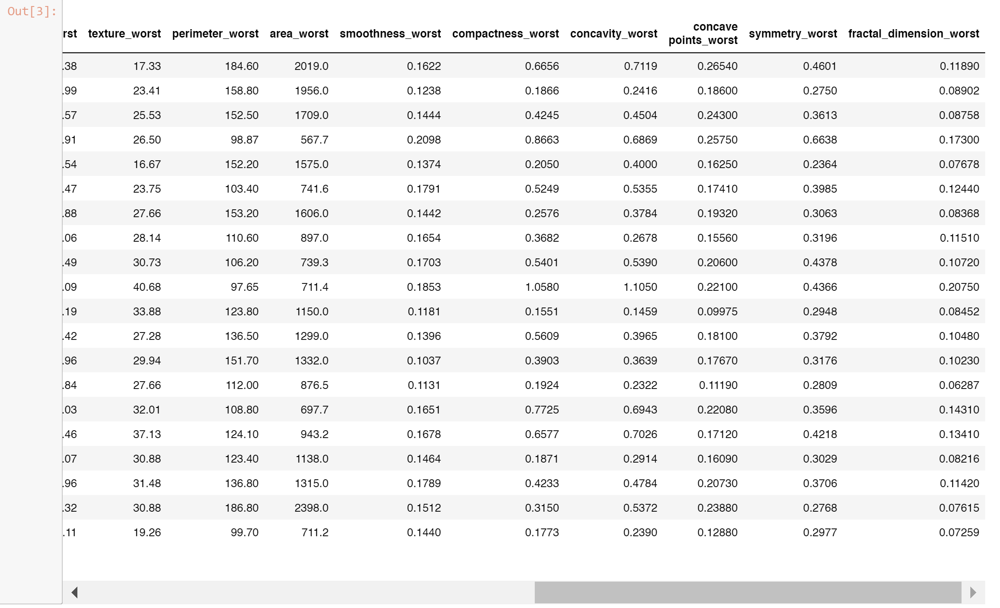 Out[3]:
rst texture_worst perimeter_worst area_worst smoothness_worst compactness_worst concavity_worst concave points_worst symmetry_worst fractal_dimension_worst
.38 17.33 184.60 2019.0 0.1622 0.6656 0.7119 0.26540 0.4601 0.11890
.99 23.41 158.80 1956.0 0.1238 0.1866 0.2416 0.18600 0.2750 0.08902
.57 25.53 152.50 1709.0 0.1444 0.4245 0.4504 0.24300 0.3613 0.08758
.91 26.50 98.87 567.7 0.2098 0.8663 0.6869 0.25750 0.6638 0.17300
.54 16.67 152.20 1575.0 0.1374 0.2050 0.4000 0.16250 0.2364 0.07678
.47 23.75 103.40 741.6 0.1791 0.5249 0.5355 0.17410 0.3985 0.12440
.88 27.66 153.20 1606.0 0.1442 0.2576 0.3784 0.19320 0.3063 0.08368
.06 28.14 110.60 897.0 0.1654 0.3682 0.2678 0.15560 0.3196 0.11510
.49 30.73 106.20 739.3 0.1703 0.5401 0.5390 0.20600 0.4378 0.10720
.09 40.68 97.65 711.4 0.1853 1.0580 1.1050 0.22100 0.4366 0.20750
.19 33.88 123.80 1150.0 0.1181 0.1551 0.1459 0.09975 0.2948 0.08452
.42 27.28 136.50 1299.0 0.1396 0.5609 0.3965 0.18100 0.3792 0.10480
.96 29.94 151.70 1332.0 0.1037 0.3903 0.3639 0.17670 0.3176 0.10230
.84 27.66 112.00 876.5 0.1131 0.1924 0.2322 0.11190 0.2809 0.06287
.03 32.01 108.80 697.7 0.1651 0.7725 0.6943 0.22080 0.3596 0.14310
.46 37.13 124.10 943.2 0.1678 0.6577 0.7026 0.17120 0.4218 0.13410
.07 30.88 123.40 1138.0 0.1464 0.1871 0.2914 0.16090 0.3029 0.08216
.96 31.48 136.80 1315.0 0.1789 0.4233 0.4784 0.20730 0.3706 0.11420
.32 30.88 186.80 2398.0 0.1512 0.3150 0.5372 0.23880 0.2768 0.07615
.11 19.26 99.70 711.2 0.1440 0.1773 0.2390 0.12880 0.2977 0.07259